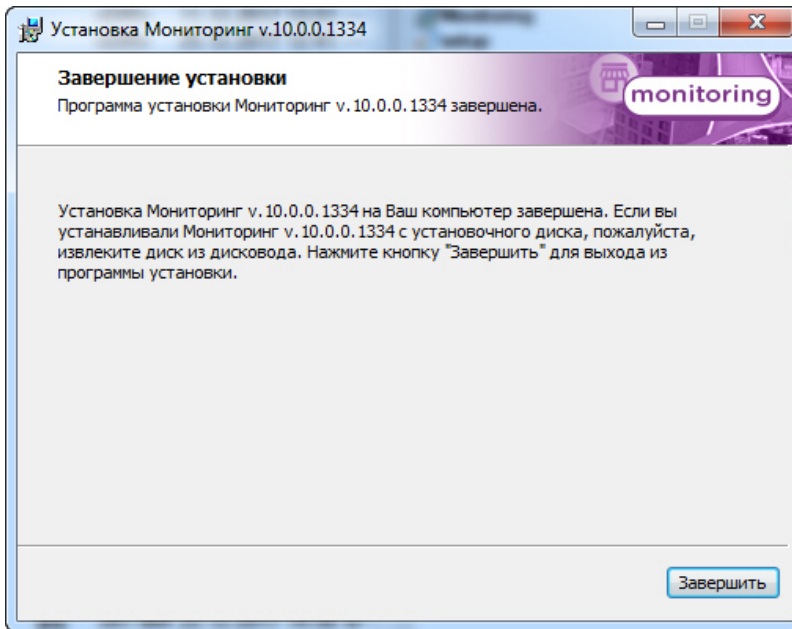 Установка Мониторинг v.10.0.0.1334
Завершение установки
Программа установки Мониторинг v.10.0.0.1334 завершена.
monitoring
Установка Мониторинг v.10.0.0.1334 на Ваш компьютер завершена. Если вы
устанавливали Мониторинг v.10.0.0.1334 с установочного диска, пожалуйста,
извлеките диск из дисковода. Нажмите кнопку "Завершить" для выхода из
программы установки.
Завершить